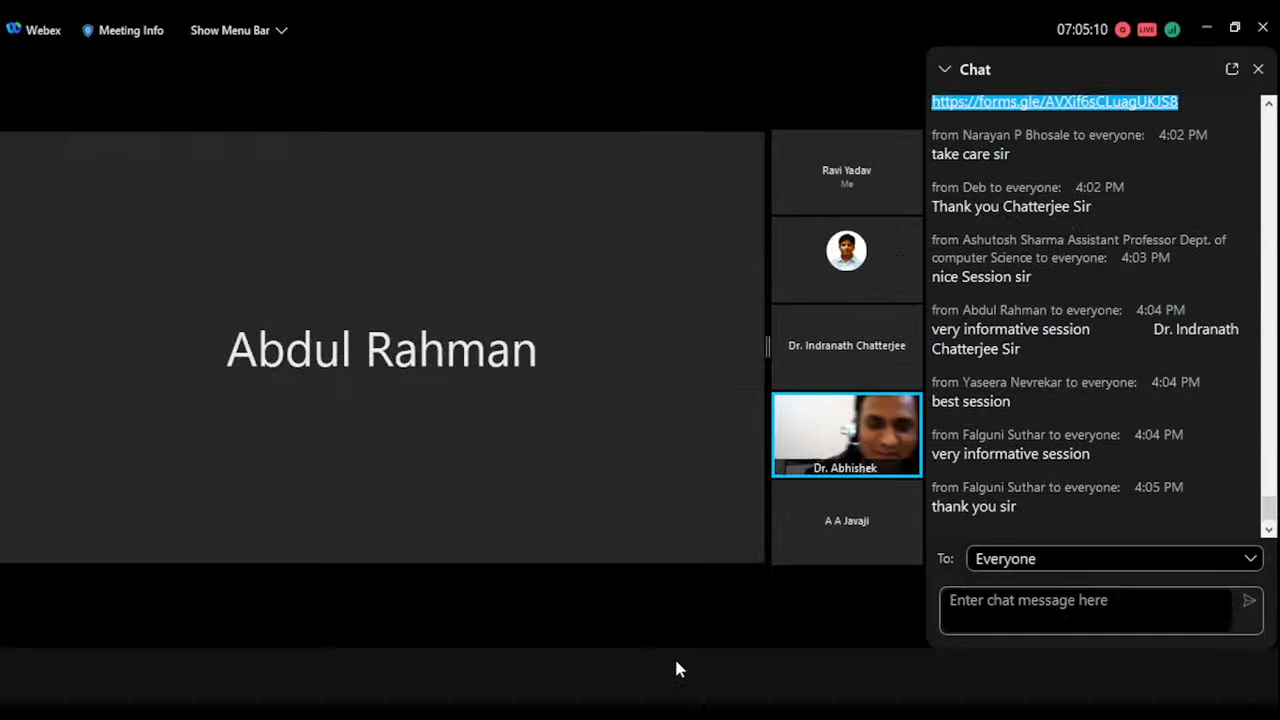 Webex
Meeting Info
Show Menu Bar
07:05:10
LIVE
Abdul Rahman
Ravi Yadav
Me
Dr. Indranath Chatterjee
Dr. Abhishek
A A Javaji
Chat
https://forms.gle/AVXif6sCLuagUKJS8
from Narayan P Bhosale to everyone: 4:02 PM
take care sir
from Deb to everyone: 4:02 PM
Thank you Chatterjee Sir
from Ashutosh Sharma Assistant Professor Dept. of
computer Science to everyone: 4:03 PM
nice Session sir
from Abdul Rahman to everyone: 4:04 PM
very informative session Dr. Indranath
Chatterjee Sir
from Yaseera Nevrekar to everyone: 4:04 PM
best session
from Falguni Suthar to everyone: 4:04 PM
very informative session
from Falguni Suthar to everyone: 4:05 PM
thank you sir
To: Everyone
Enter chat message here